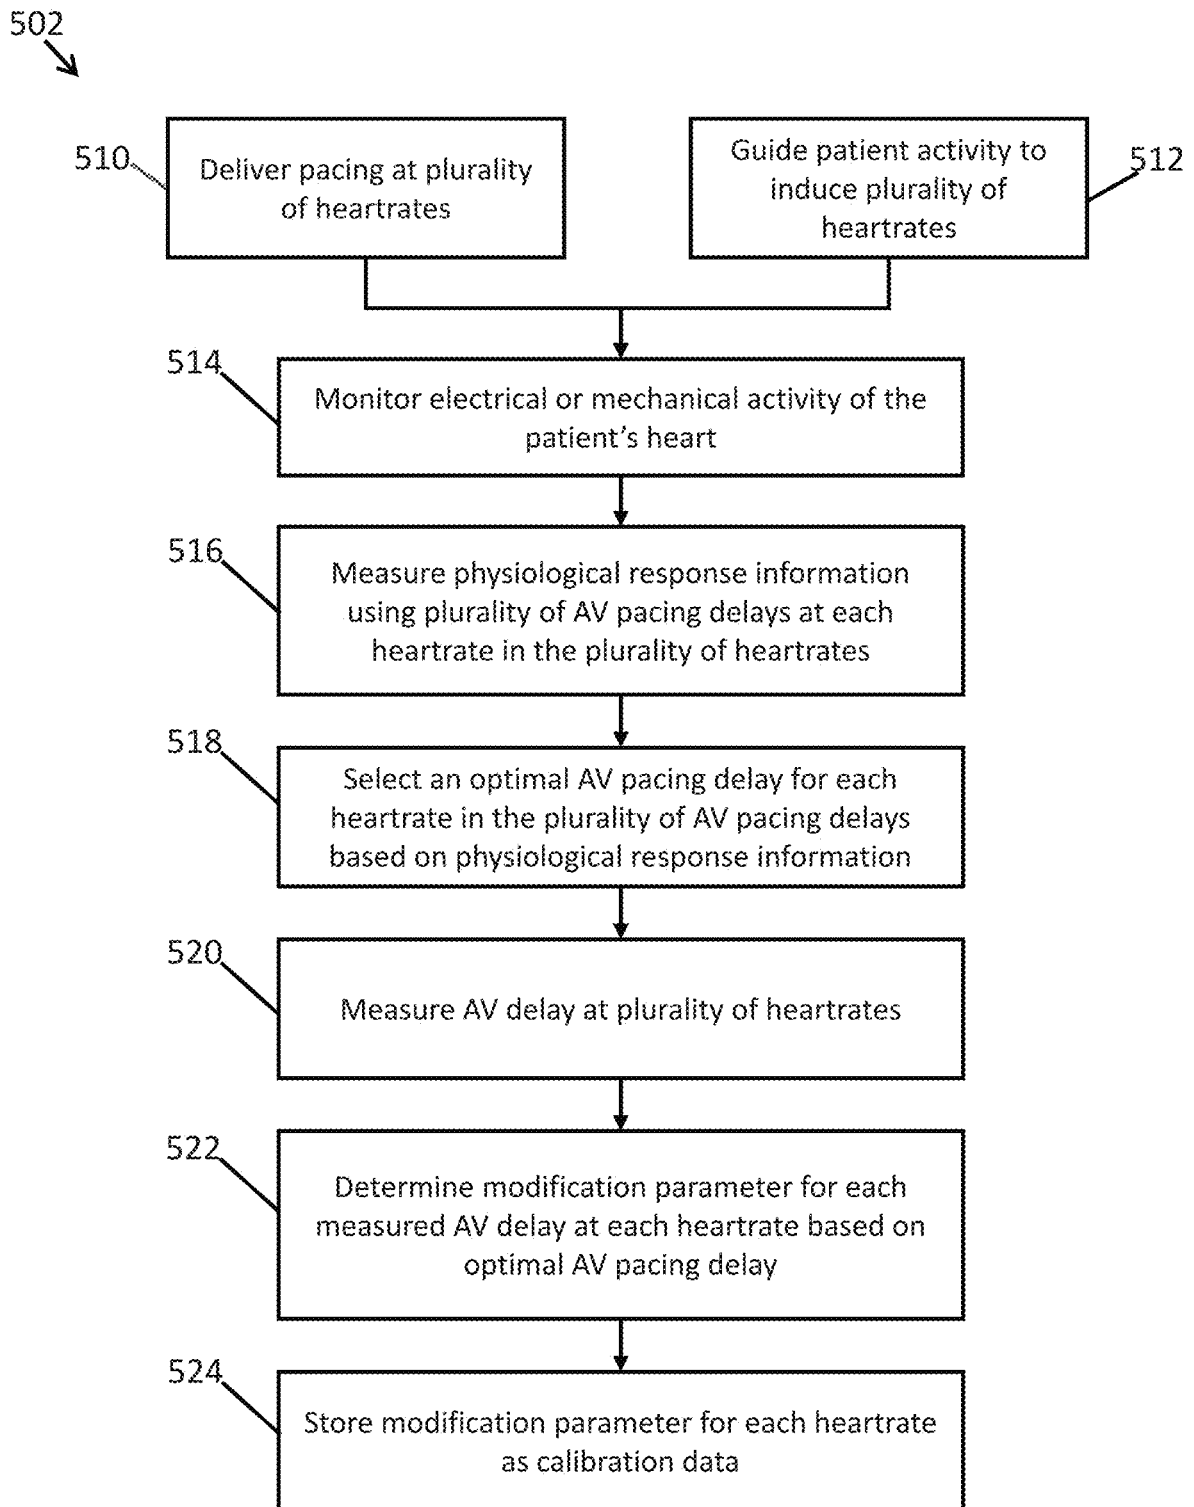 502
510
Deliver pacing at plurality
of heartrates
Guide patient activity to
induce plurality of
heartrates
512
514
Monitor electrical or mechanical activity of the
patient's heart
516
Measure physiological response information
using plurality of AV pacing delays at each
heartrate in the plurality of heartrates
518
Select an optimal AV pacing delay for each
heartrate in the plurality of AV pacing delays
based on physiological response information
520
Measure AV delay at plurality of heartrates
522
Determine modification parameter for each
measured AV delay at each heartrate based on
optimal AV pacing delay
524
Store modification parameter for each heartrate
as calibration data